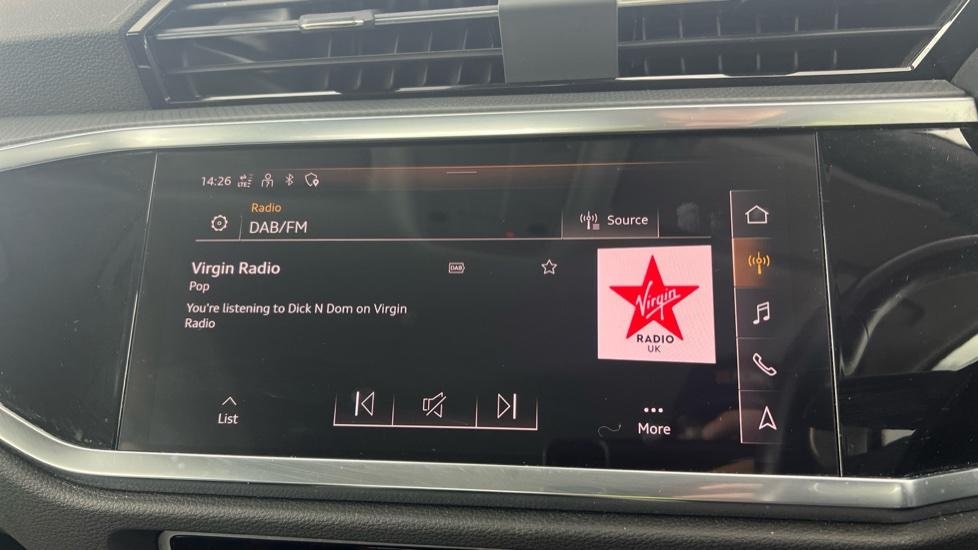 14:26 LTE
Radio
DAB/FM
Source
Virgin Radio
DAB
Pop
You're listening to Dick N Dom on Virgin
Radio
Virgin
RADIO
UK
List
More